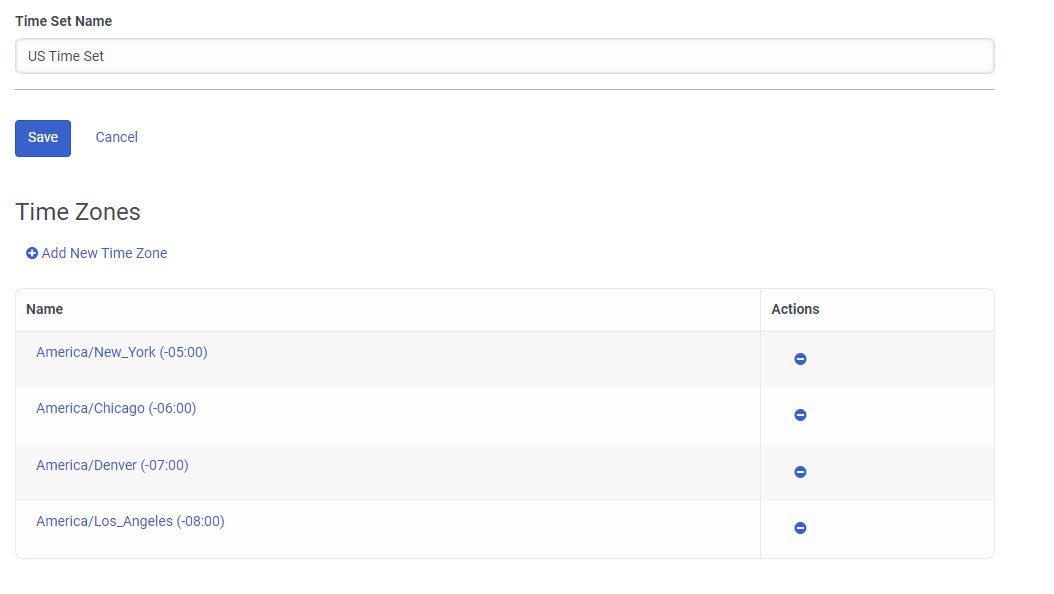 Time Set Name
US Time Set
Save Cancel
Time Zones
Add New Time Zone
Name Actions
America/New_York (-05:00)
America/Chicago (-06:00)
America/Denver (-07:00)
America/Los_Angeles (-08:00)